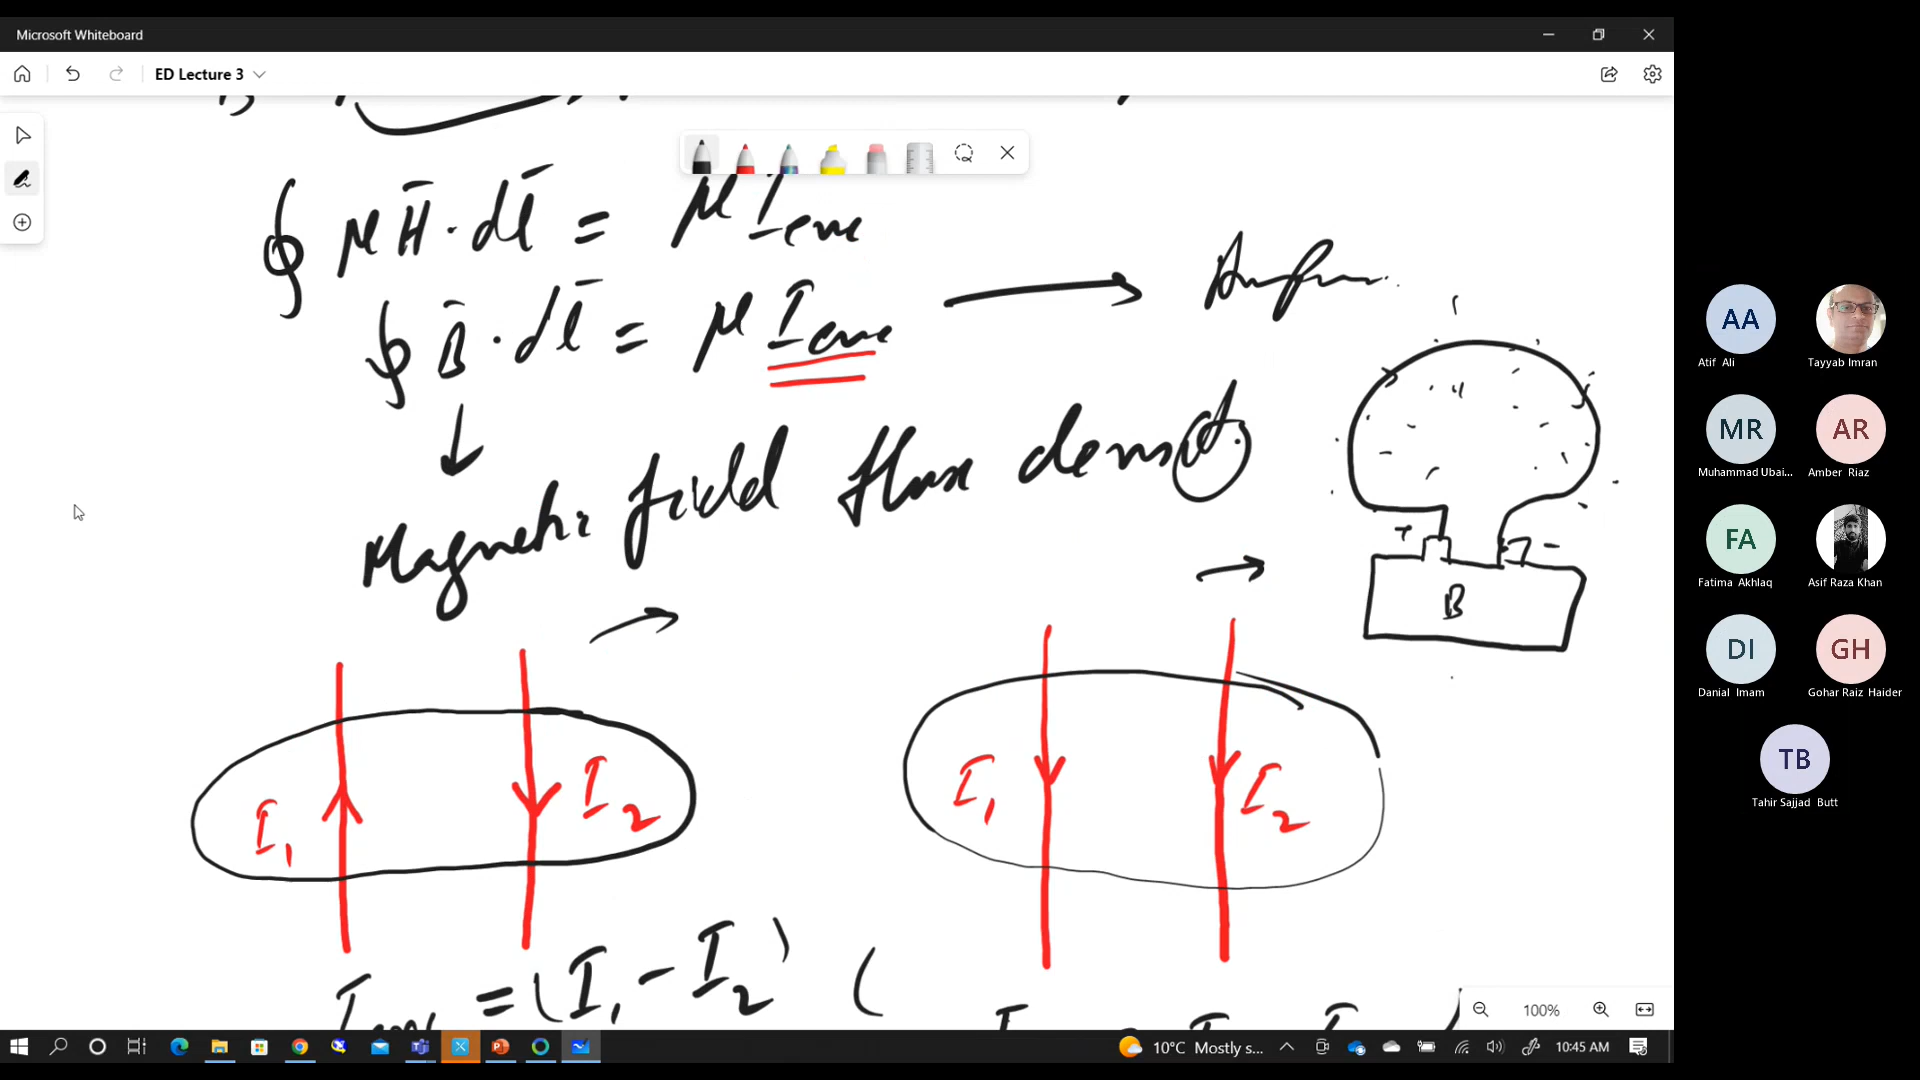 Microsoft Whiteboard
ED Lecture 3
∮ μH̄ · dl̄ = μ Ienc
∮ B̄ · dl̄ = μ Ienc
Magnetic field flux density
+ -
B
I₁ I₂
I₁ I₂
Ienc = (I₁ - I₂) (
100%
AA
Atif Ali
Tayyab Imran
MR
Muhammad Ubai...
AR
Amber Riaz
FA
Fatima Akhlaq
Asif Raza Khan
DI
Danial Imam
GH
Gohar Raiz Haider
TB
Tahir Sajjad Butt
10°C Mostly s...
10:45 AM